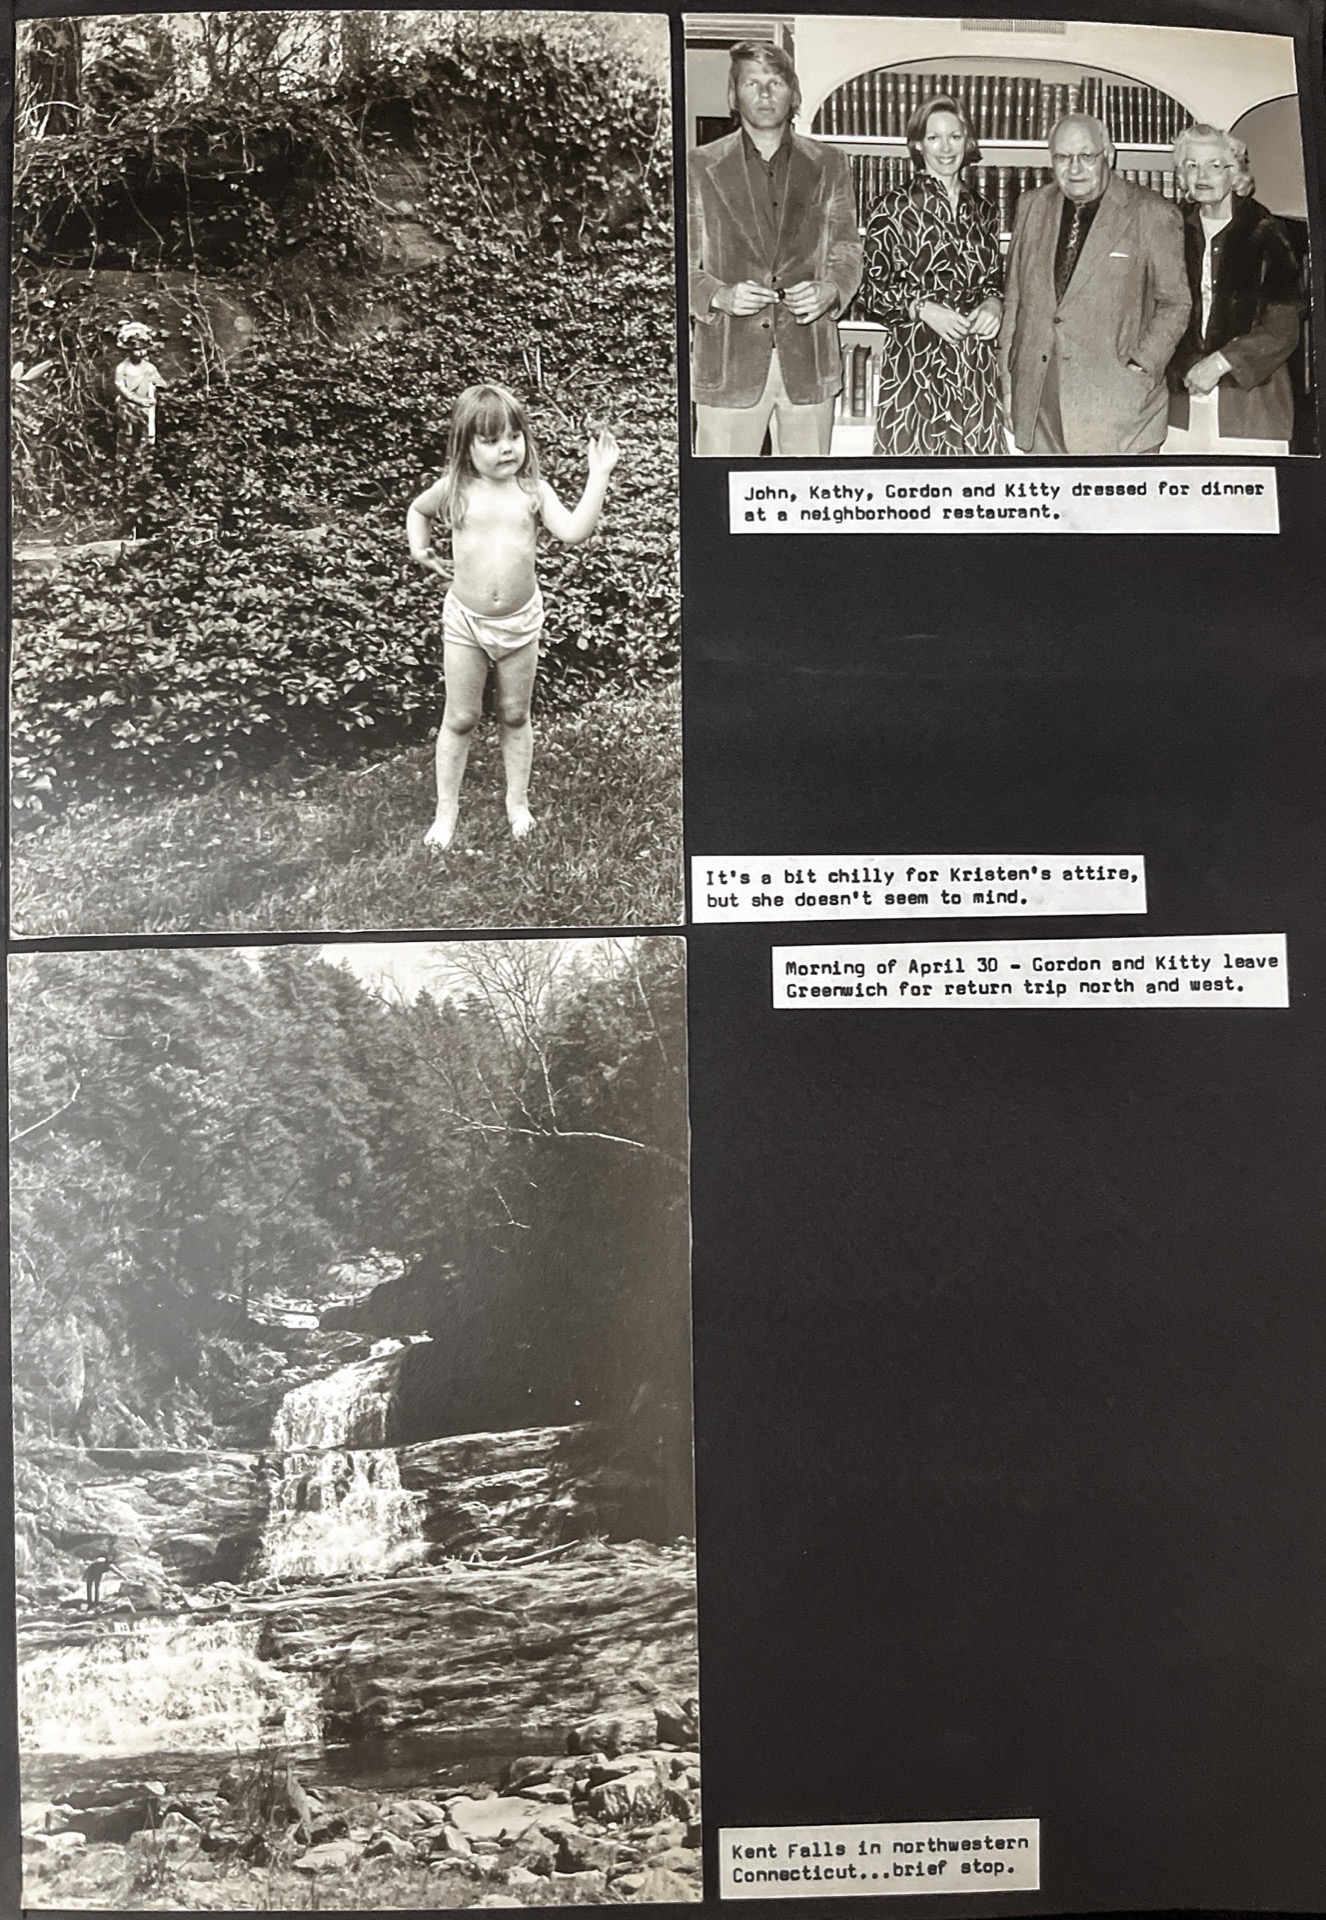 John, Kathy, Gordon and Kitty dressed for dinner
at a neighborhood restaurant.
It's a bit chilly for Kristen's attire,
but she doesn't seem to mind.
Morning of April 30 - Gordon and Kitty leave
Greenwich for return trip north and west.
Kent Falls in northwestern
Connecticut...brief stop.